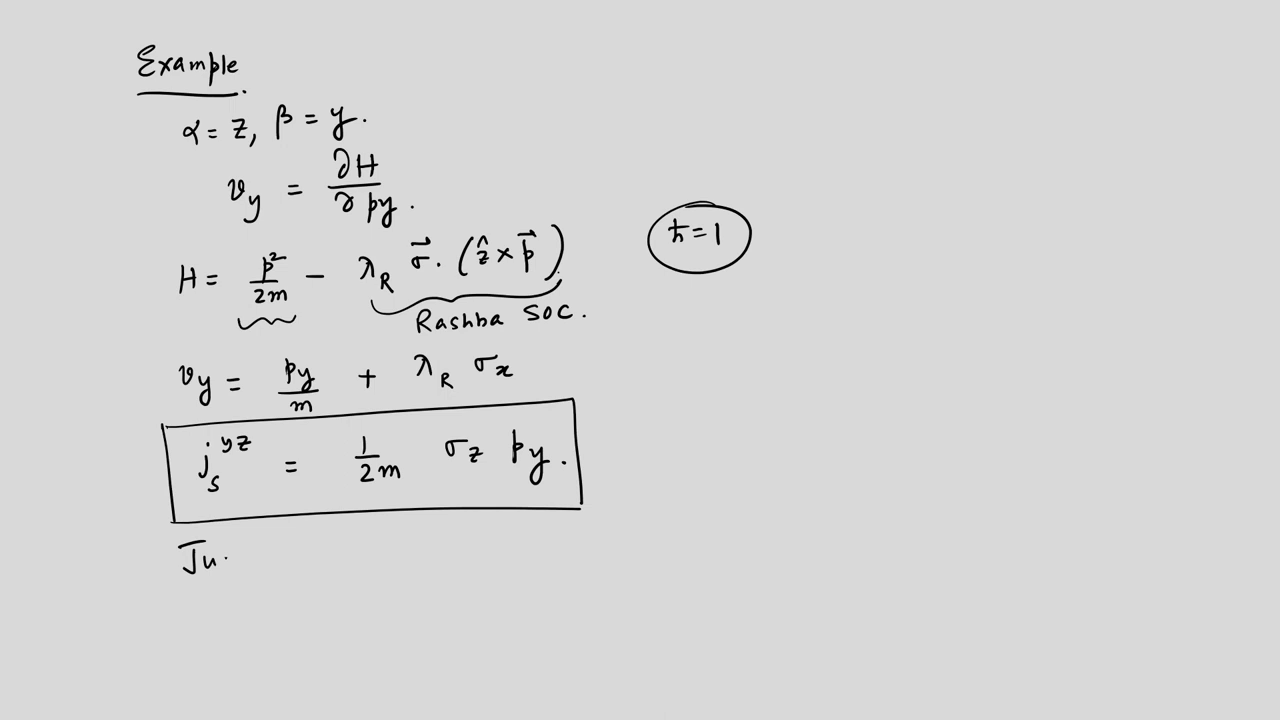 Example.
α = z, β = y.
v_y = ∂H/∂p_y.
ℏ = 1
H = p²/2m − λ_R σ⃗ · (ẑ × p⃗)
Rashba SOC.
v_y = p_y/m + λ_R σ_x
j_s^{yz} = 1/2m σ_z p_y.
Ju.